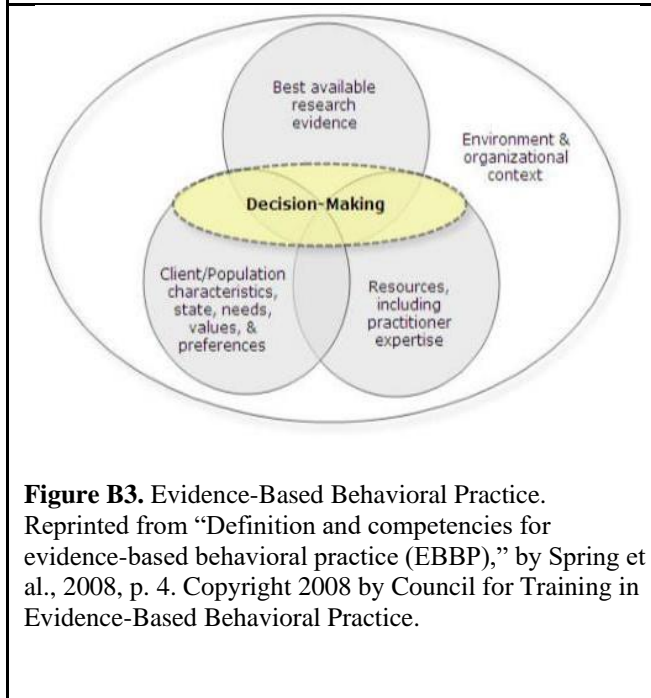 Best available
research
evidence
Environment &
organizational
context
Decision-Making
Client/Population
characteristics,
state, needs,
values, &
preferences
Resources,
including
practitioner
expertise
Figure B3. Evidence-Based Behavioral Practice.
Reprinted from “Definition and competencies for
evidence-based behavioral practice (EBBP),” by Spring et
al., 2008, p. 4. Copyright 2008 by Council for Training in
Evidence-Based Behavioral Practice.